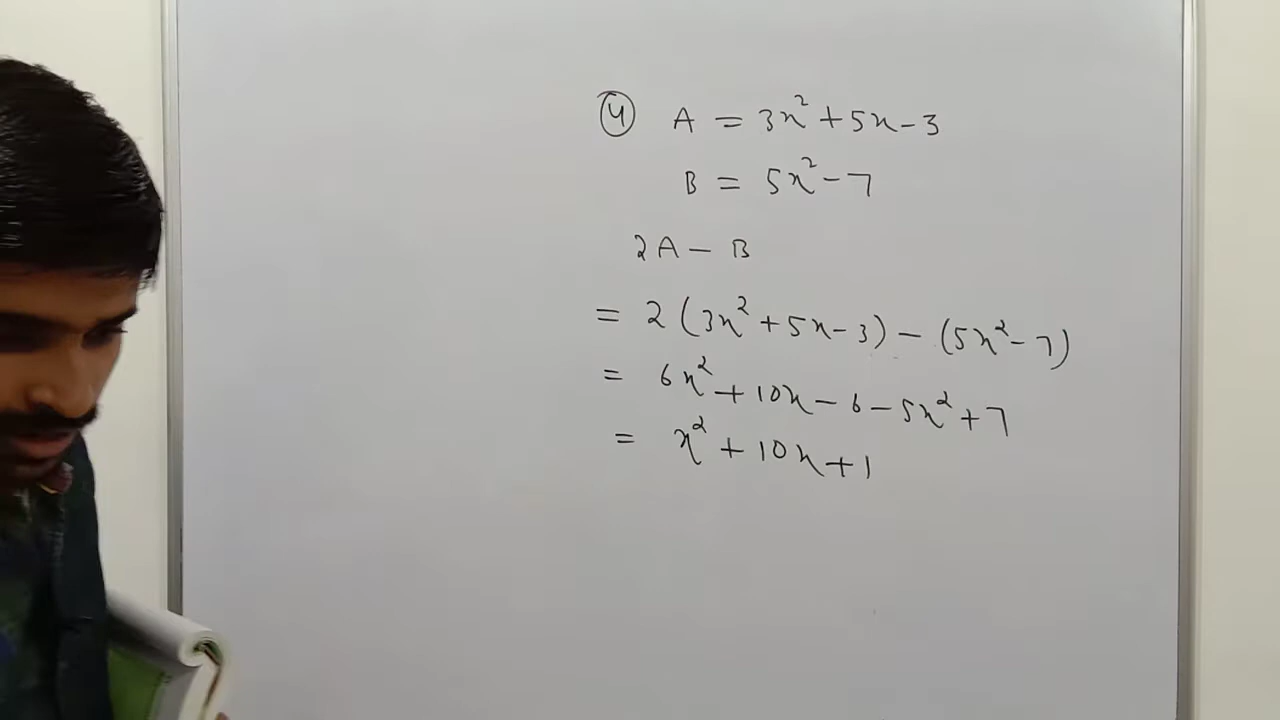 ④ A = 3x² + 5x - 3
B = 5x² - 7
2A - B
= 2(3x² + 5x - 3) - (5x² - 7)
= 6x² + 10x - 6 - 5x² + 7
= x² + 10x + 1